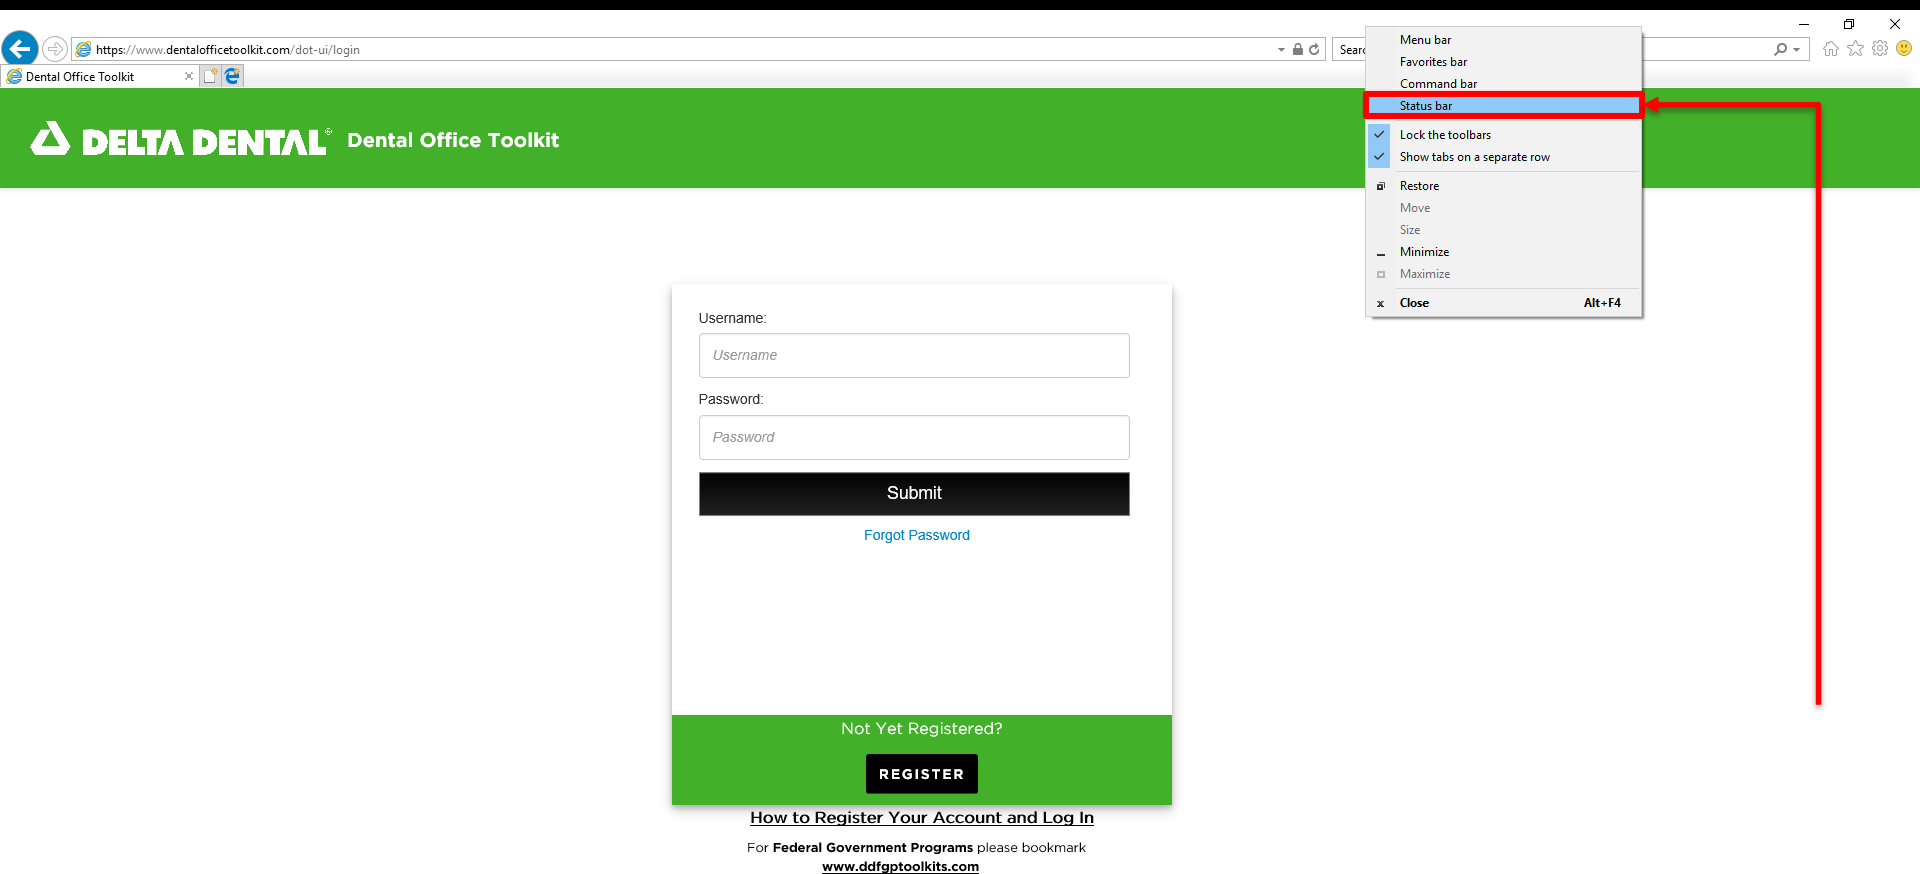 https://www.dentalofficetoolkit.com/dot-ui/login
Sear
Dental Office Toolkit
Menu bar
Favorites bar
Command bar
Status bar
Lock the toolbars
Show tabs on a separate row
Restore
Move
Size
Minimize
Maximize
Close Alt+F4
DELTA DENTAL® Dental Office Toolkit
Username:
Username
Password:
Password
Submit
Forgot Password
Not Yet Registered?
REGISTER
How to Register Your Account and Log In
For Federal Government Programs please bookmark
www.ddfgptoolkits.com